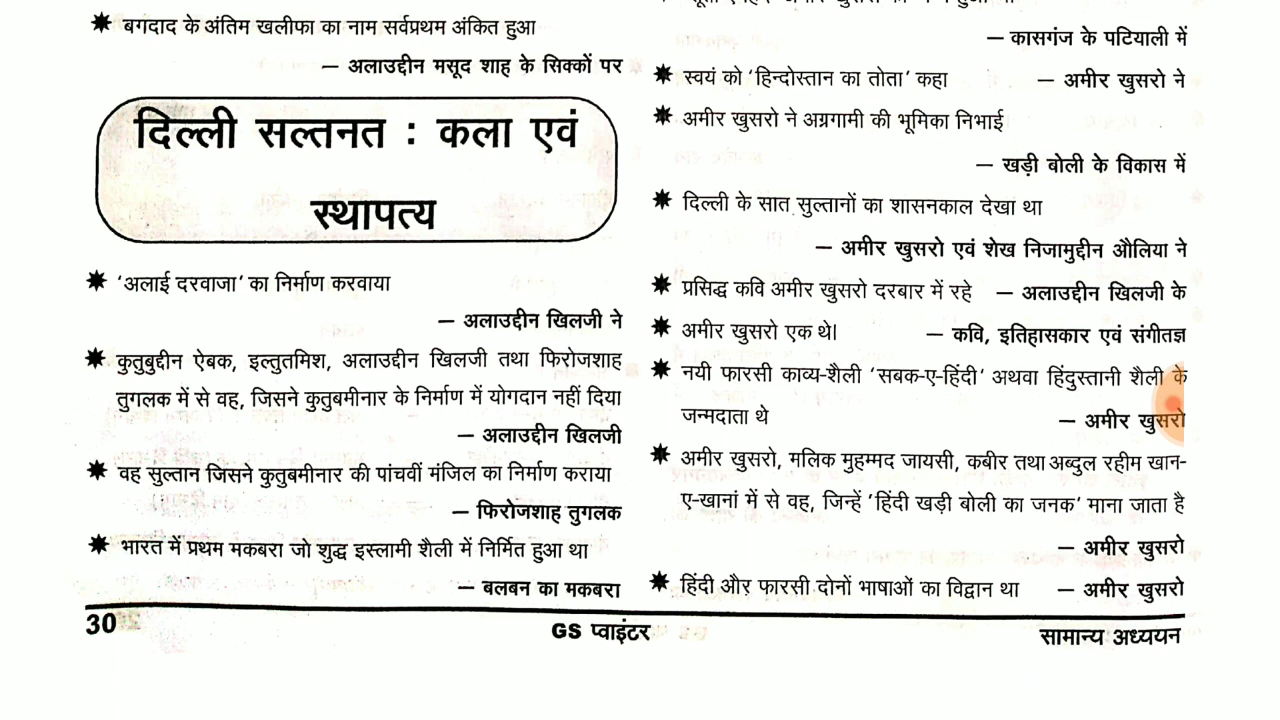 ✷ बगदाद के अंतिम खलीफा का नाम सर्वप्रथम अंकित हुआ
— अलाउद्दीन मसूद शाह के सिक्कों पर
दिल्ली सल्तनत : कला एवं
स्थापत्य
✷ 'अलाई दरवाजा' का निर्माण करवाया
— अलाउद्दीन खिलजी ने
✷ कुतुबुद्दीन ऐबक, इल्तुतमिश, अलाउद्दीन खिलजी तथा फिरोजशाह
तुगलक में से वह, जिसने कुतुबमीनार के निर्माण में योगदान नहीं दिया
— अलाउद्दीन खिलजी
✷ वह सुल्तान जिसने कुतुबमीनार की पांचवीं मंजिल का निर्माण कराया
— फिरोजशाह तुगलक
✷ भारत में प्रथम मकबरा जो शुद्ध इस्लामी शैली में निर्मित हुआ था
— बलबन का मकबरा
— कासगंज के पटियाली में
✷ स्वयं को 'हिन्दोस्तान का तोता' कहा — अमीर खुसरो ने
✷ अमीर खुसरो ने अग्रगामी की भूमिका निभाई
— खड़ी बोली के विकास में
✷ दिल्ली के सात सुल्तानों का शासनकाल देखा था
— अमीर खुसरो एवं शेख निजामुद्दीन औलिया ने
✷ प्रसिद्ध कवि अमीर खुसरो दरबार में रहे — अलाउद्दीन खिलजी के
✷ अमीर खुसरो एक थे। — कवि, इतिहासकार एवं संगीतज्ञ
✷ नयी फारसी काव्य-शैली 'सबक-ए-हिंदी' अथवा हिंदुस्तानी शैली के
जन्मदाता थे — अमीर खुसरो
✷ अमीर खुसरो, मलिक मुहम्मद जायसी, कबीर तथा अब्दुल रहीम खान-
ए-खानां में से वह, जिन्हें 'हिंदी खड़ी बोली का जनक' माना जाता है
— अमीर खुसरो
✷ हिंदी और फारसी दोनों भाषाओं का विद्वान था — अमीर खुसरो
30 GS प्वाइंटर सामान्य अध्ययन